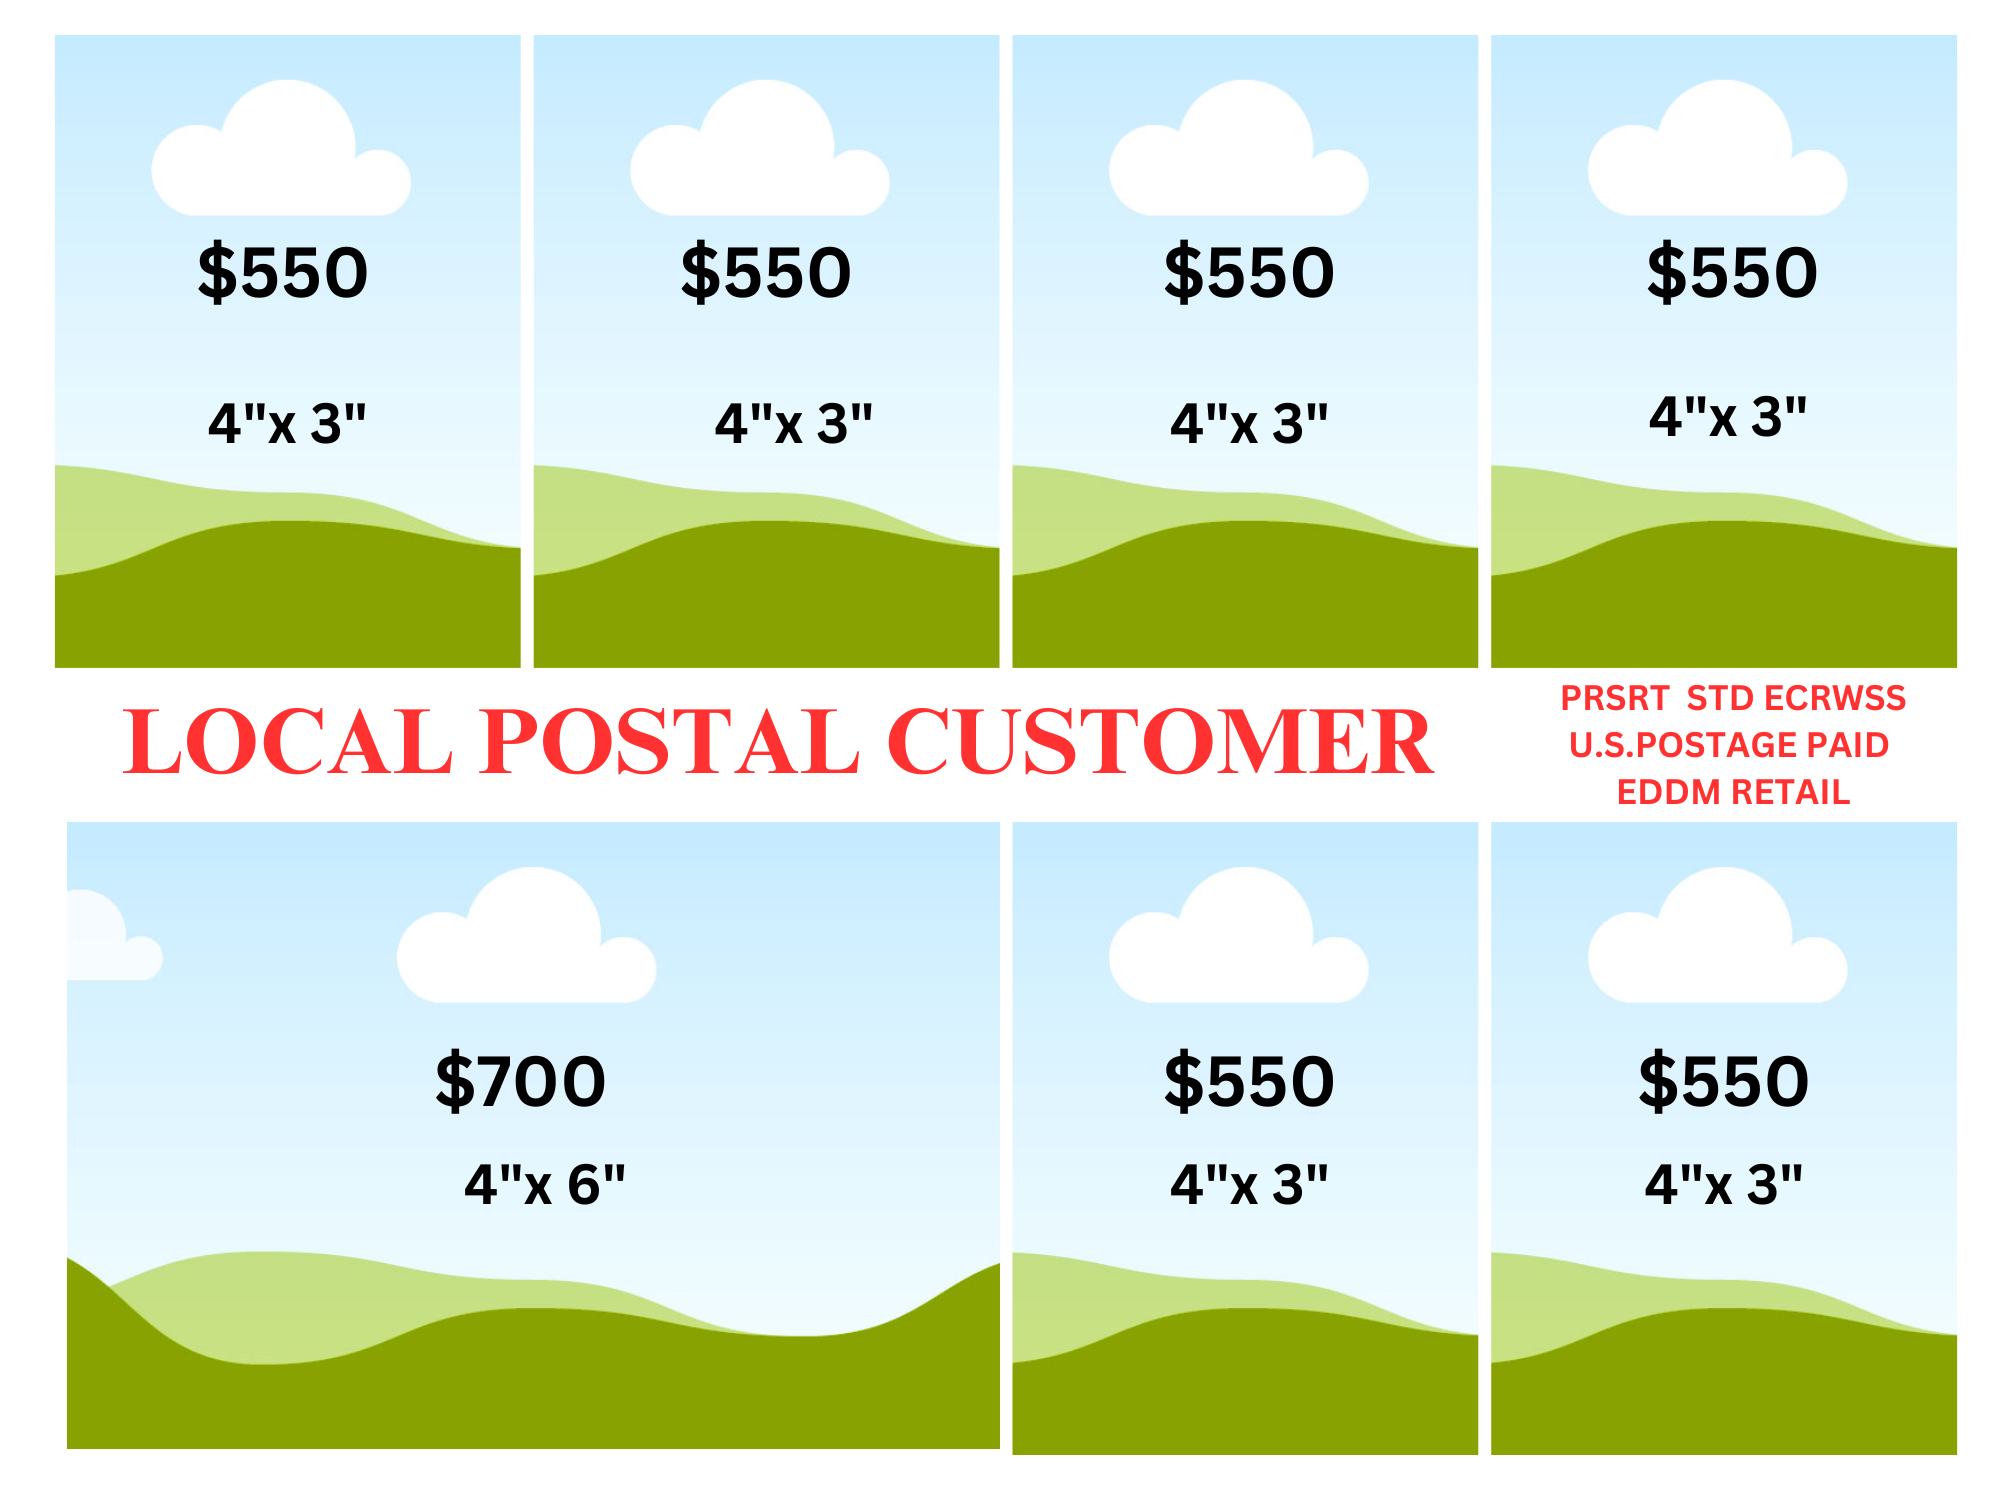 $550
4"x 3"
$550
4"x 3"
$550
4"x 3"
$550
4"x 3"
LOCAL POSTAL CUSTOMER
PRSRT  STD ECRWSS
U.S.POSTAGE PAID
EDDM RETAIL
$700
4"x 6"
$550
4"x 3"
$550
4"x 3"